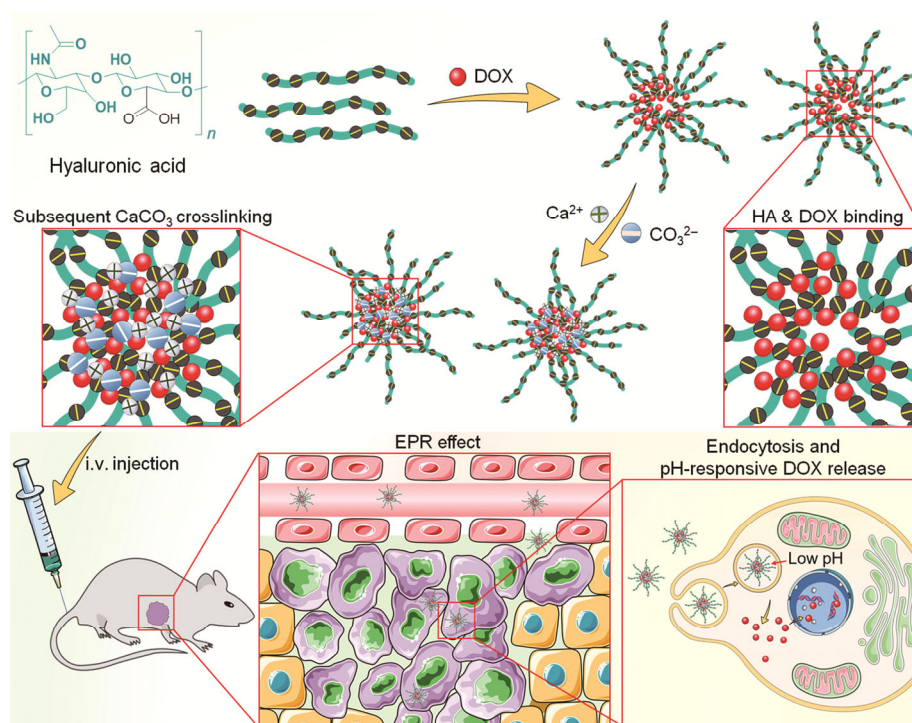 O
HN
HO
O
HO
O
OH
O
HO
OH
O
OH
n
Hyaluronic acid
DOX
Subsequent CaCO₃ crosslinking
Ca²⁺
CO₃²⁻
HA & DOX binding
i.v. injection
EPR effect
Endocytosis and
pH-responsive DOX release
Low pH